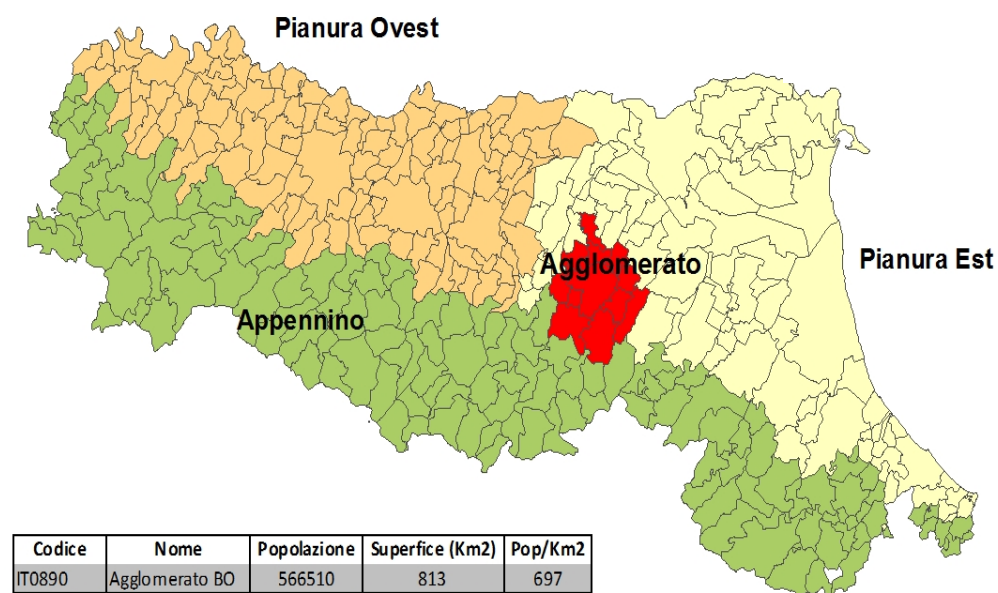 Pianura Ovest
Agglomerato
Pianura Est
Appennino
Codice Nome Popolazione Superfice (Km2) Pop/Km2
IT0890 Agglomerato BO 566510 813 697